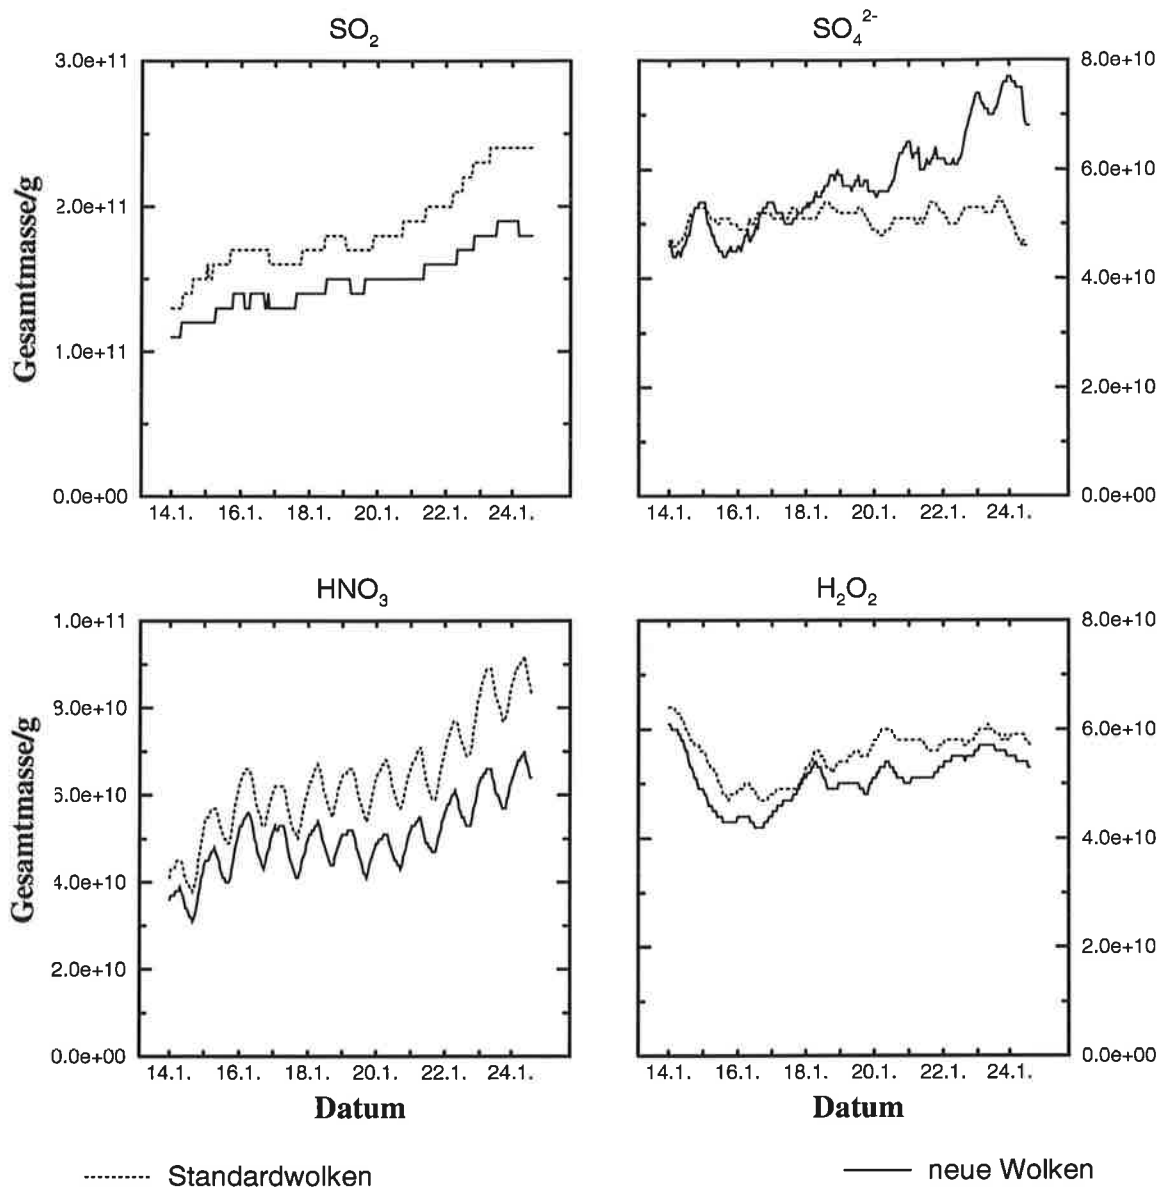 SO2
SO4 2-
3.0e+11
2.0e+11
1.0e+11
0.0e+00
Gesamtmasse/g
14.1. 16.1. 18.1. 20.1. 22.1. 24.1.
8.0e+10
6.0e+10
4.0e+10
2.0e+10
0.0e+00
14.1. 16.1. 18.1. 20.1. 22.1. 24.1.
HNO3
H2O2
1.0e+11
8.0e+10
6.0e+10
4.0e+10
2.0e+10
0.0e+00
Gesamtmasse/g
14.1. 16.1. 18.1. 20.1. 22.1. 24.1.
Datum
8.0e+10
6.0e+10
4.0e+10
2.0e+10
0.0e+00
14.1. 16.1. 18.1. 20.1. 22.1. 24.1.
Datum
Standardwolken
neue Wolken